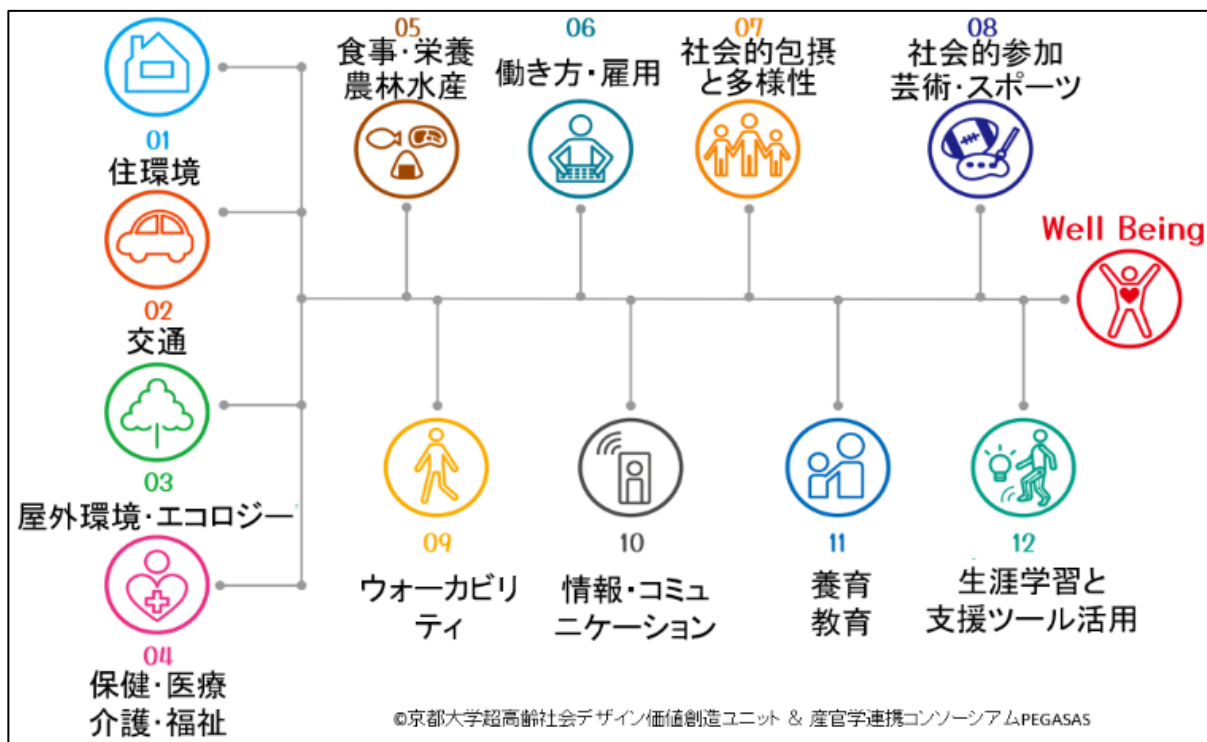 01
住環境
02
交通
03
屋外環境・エコロジー
04
保健・医療
介護・福祉
05
食事・栄養
農林水産
06
働き方・雇用
07
社会的包摂
と多様性
08
社会的参加
芸術・スポーツ
Well Being
09
ウォーカビリ
ティ
10
情報・コミュ
ニケーション
11
養育
教育
12
生涯学習と
支援ツール活用
©京都大学超高齢社会デザイン価値創造ユニット & 産官学連携コンソーシアムPEGASAS